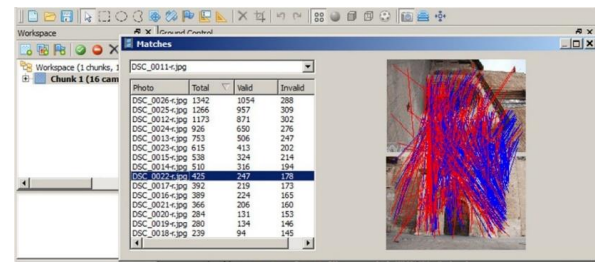 Workspace
Ground Control
Workspace (1 chunks, 1
Chunk 1 (16 cam
Matches
DSC_0011-r.jpg
Photo Total Valid Invalid
DSC_0026-r.jpg 1342 1054 288
DSC_0025-r.jpg 1266 957 309
DSC_0012-r.jpg 1173 871 302
DSC_0024-r.jpg 926 650 276
DSC_0013-r.jpg 753 506 247
DSC_0023-r.jpg 615 413 202
DSC_0015-r.jpg 538 324 214
DSC_0014-r.jpg 510 316 194
DSC_0022-r.jpg 425 247 178
DSC_0017-r.jpg 392 219 173
DSC_0016-r.jpg 389 224 165
DSC_0021-r.jpg 366 206 160
DSC_0020-r.jpg 284 131 153
DSC_0019-r.jpg 280 134 146
DSC_0018-r.jpg 239 94 145